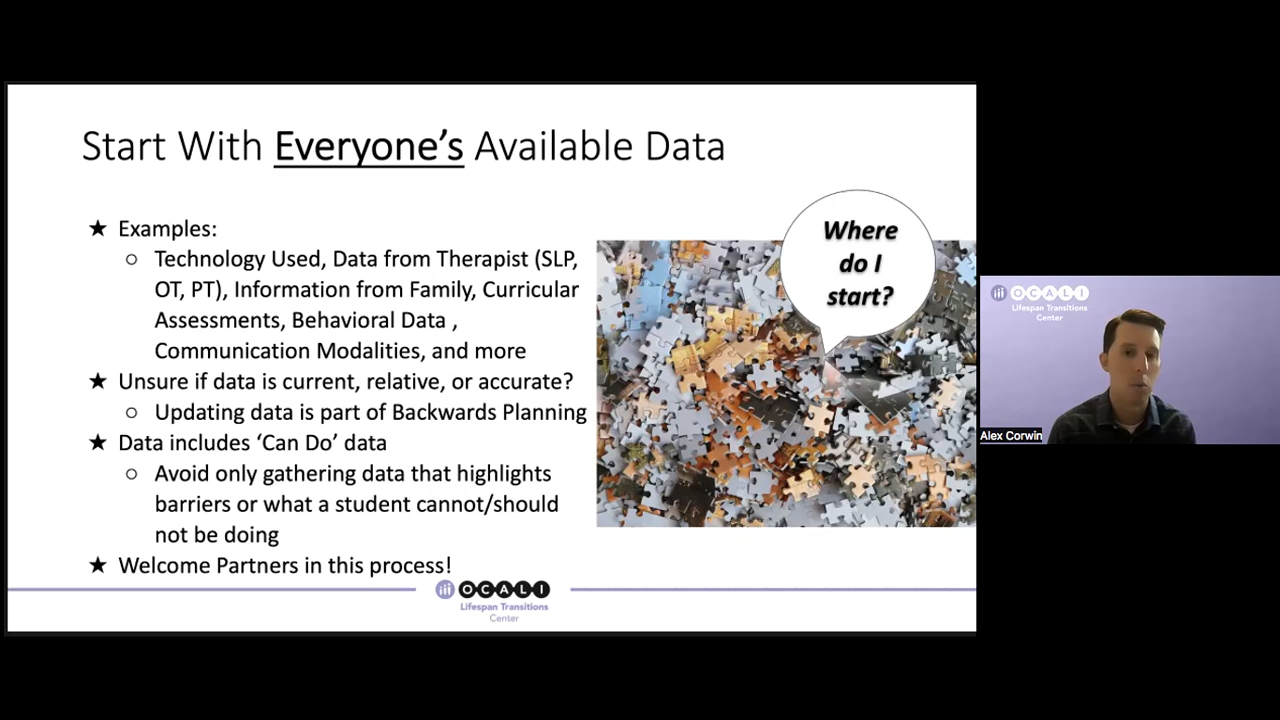 Start With Everyone's Available Data
★ Examples:
○ Technology Used, Data from Therapist (SLP,
OT, PT), Information from Family, Curricular
Assessments, Behavioral Data ,
Communication Modalities, and more
★ Unsure if data is current, relative, or accurate?
○ Updating data is part of Backwards Planning
★ Data includes ‘Can Do’ data
○ Avoid only gathering data that highlights
barriers or what a student cannot/should
not be doing
★ Welcome Partners in this process!
Where
do I
start?
OCALI
Lifespan Transitions
Center
OCALI
Lifespan Transitions
Center
Alex Corwin